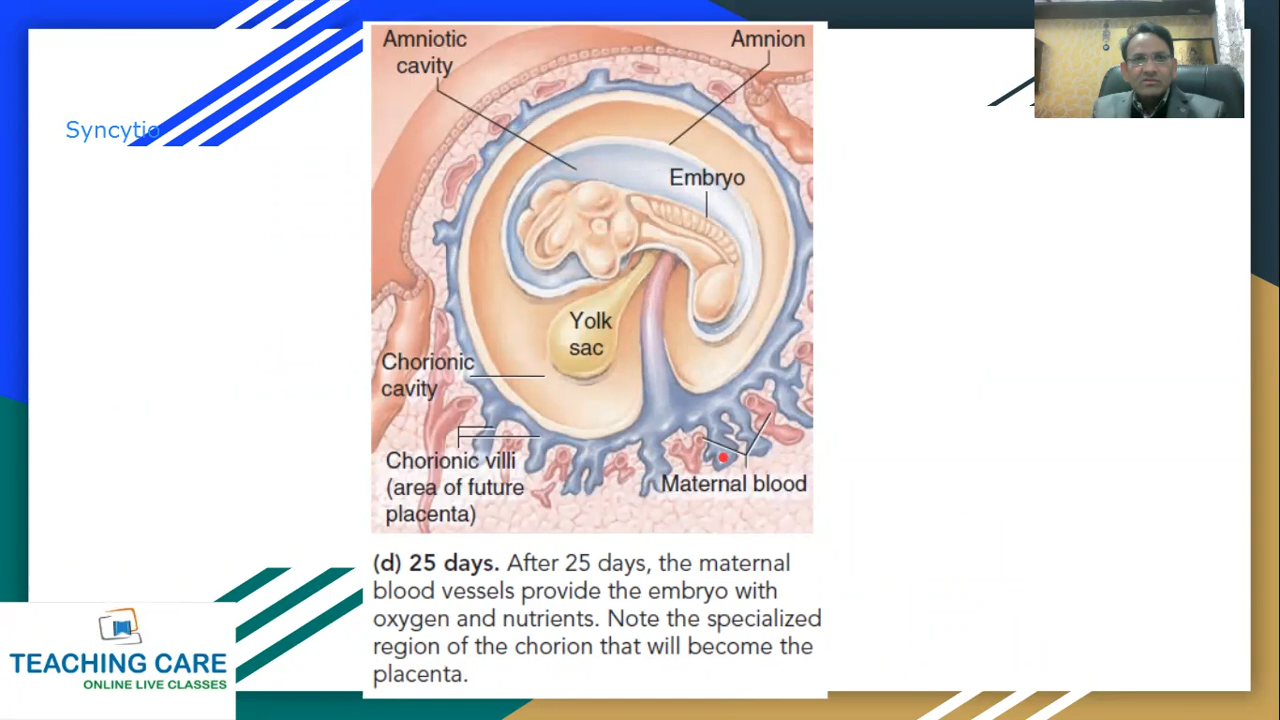 Syncytio
Amniotic
cavity
Amnion
Embryo
Yolk
sac
Chorionic
cavity
Chorionic villi
(area of future
placenta)
Maternal blood
(d) 25 days. After 25 days, the maternal
blood vessels provide the embryo with
oxygen and nutrients. Note the specialized
region of the chorion that will become the
placenta.
TEACHING CARE
ONLINE LIVE CLASSES